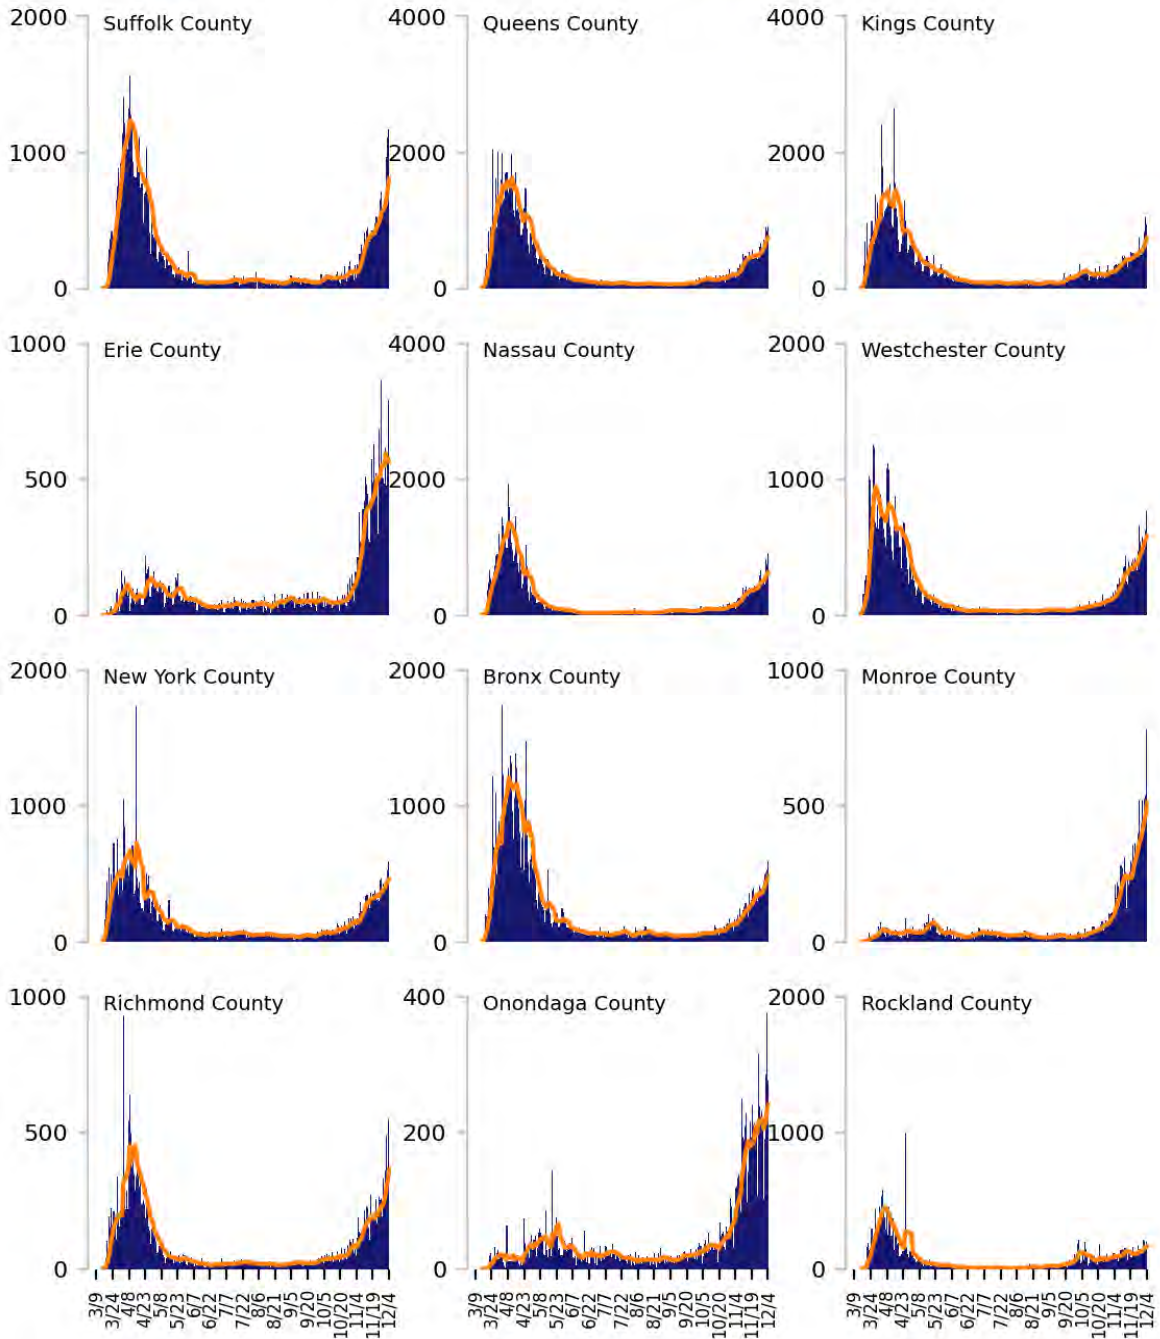 2000 Suffolk County 4000 Queens County 4000 Kings County
1000 2000 2000
0 0 0
1000 Erie County 4000 Nassau County 2000 Westchester County
500 2000 1000
0 0 0
2000 New York County 2000 Bronx County 1000 Monroe County
1000 1000 500
0 0 0
1000 Richmond County 400 Onondaga County 2000 Rockland County
500 200 1000
0 0 0
3/9 3/24 4/8 4/23 5/8 5/23 6/7 6/22 7/7 7/22 8/6 8/21 9/5 9/20 10/5 10/20 11/4 11/19 12/4 3/9 3/24 4/8 4/23 5/8 5/23 6/7 6/22 7/7 7/22 8/6 8/21 9/5 9/20 10/5 10/20 11/4 11/19 12/4 3/9 3/24 4/8 4/23 5/8 5/23 6/7 6/22 7/7 7/22 8/6 8/21 9/5 9/20 10/5 10/20 11/4 11/19 12/4